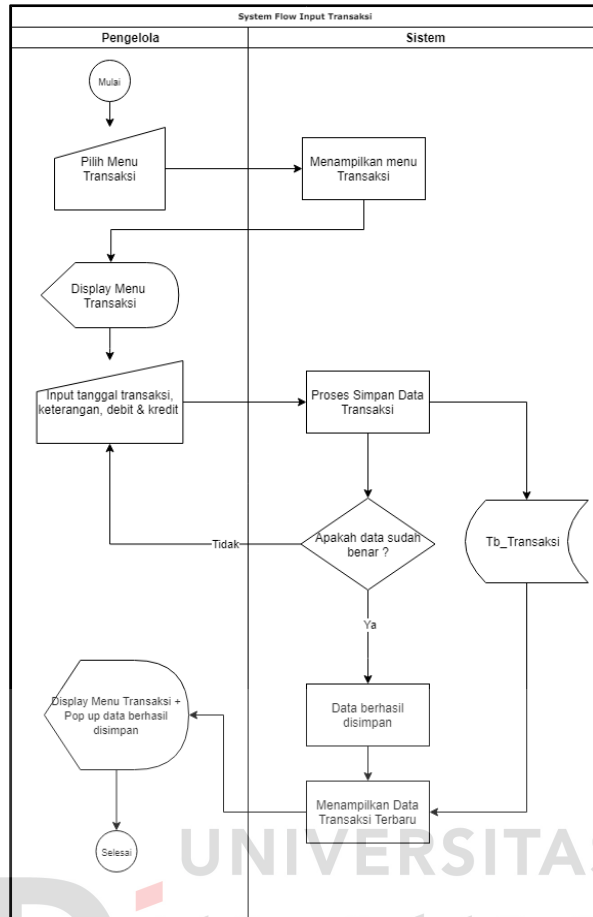 System Flow Input Transaksi
Pengelola
Sistem
Mulai
Pilih Menu
Transaksi
Menampilkan menu
Transaksi
Display Menu
Transaksi
Input tanggal transaksi,
keterangan, debit & kredit
Proses Simpan Data
Transaksi
Tidak
Apakah data sudah
benar ?
Tb_Transaksi
Ya
Display Menu Transaksi +
Pop up data berhasil
disimpan
Data berhasil
disimpan
Menampilkan Data
Transaksi Terbaru
Selesai
UNIVERSITAS